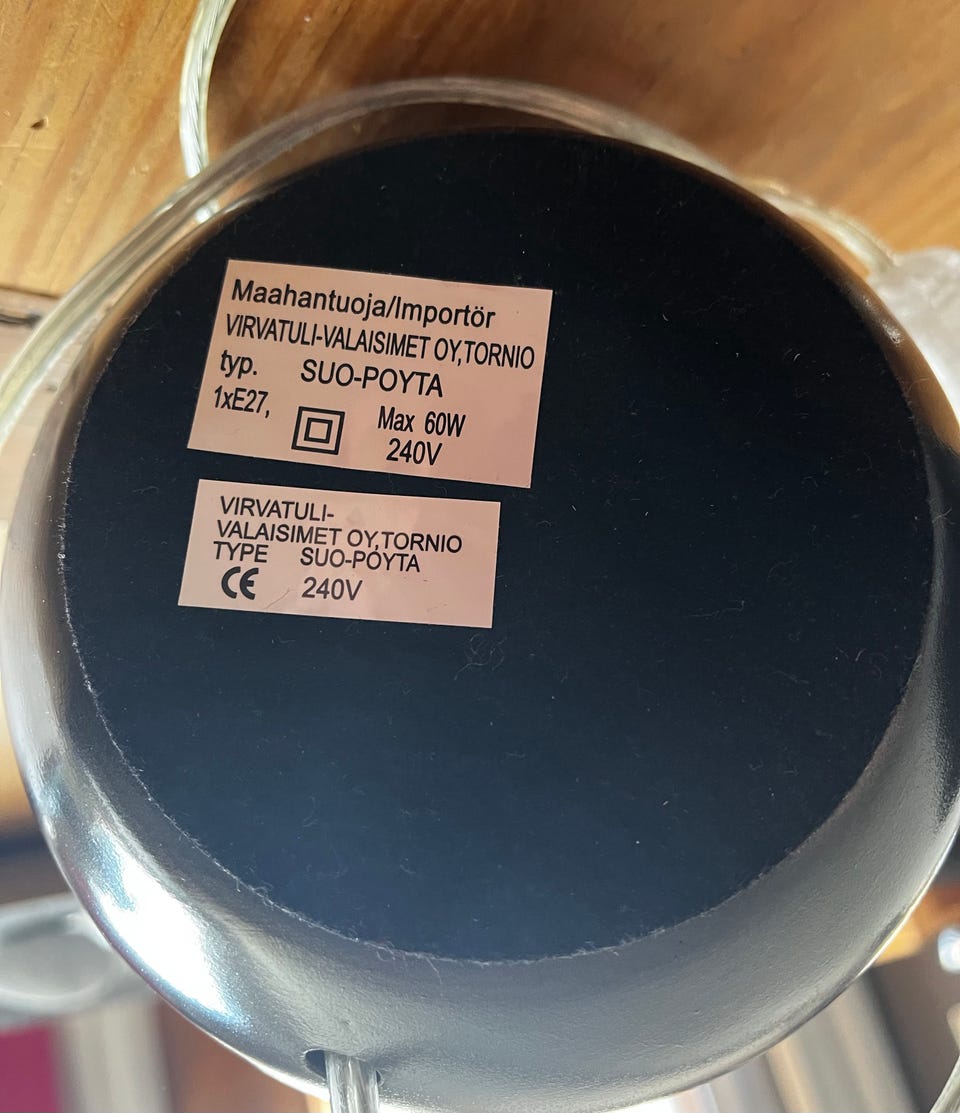 Maahantuoja/Importör
VIRVATULI-VALAISIMET OY,TORNIO
typ. SUO-POYTA
1xE27, Max 60W
240V
VIRVATULI-
VALAISIMET OY,TORNIO
TYPE SUO-POYTA
CE 240V